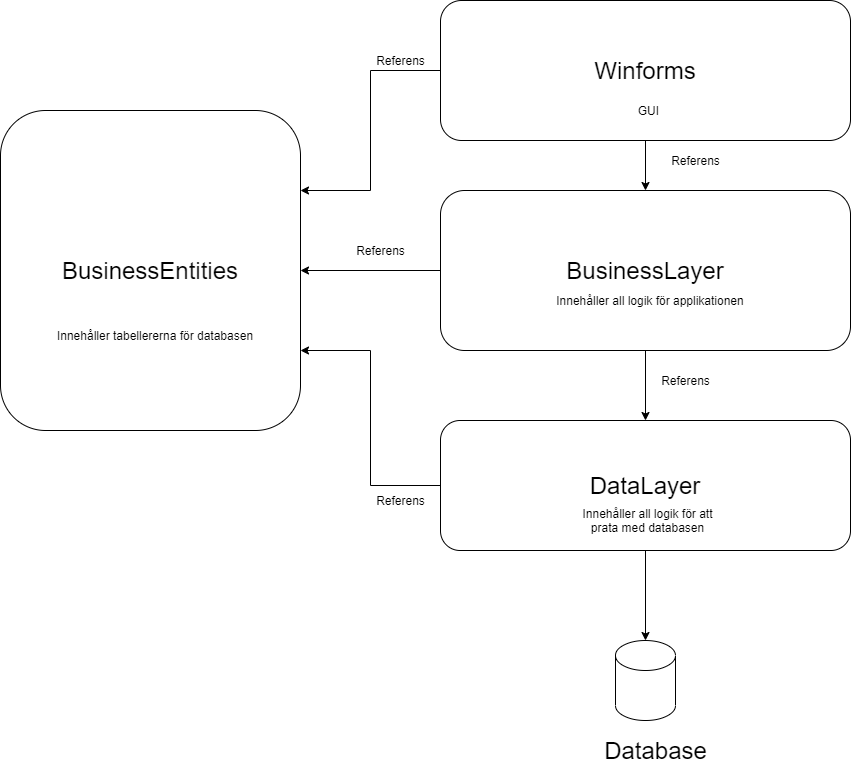 Referens
Winforms
GUI
Referens
BusinessEntities
Innehåller tabellererna för databasen
Referens
BusinessLayer
Innehåller all logik för applikationen
Referens
DataLayer
Innehåller all logik för att
prata med databasen
Referens
Database